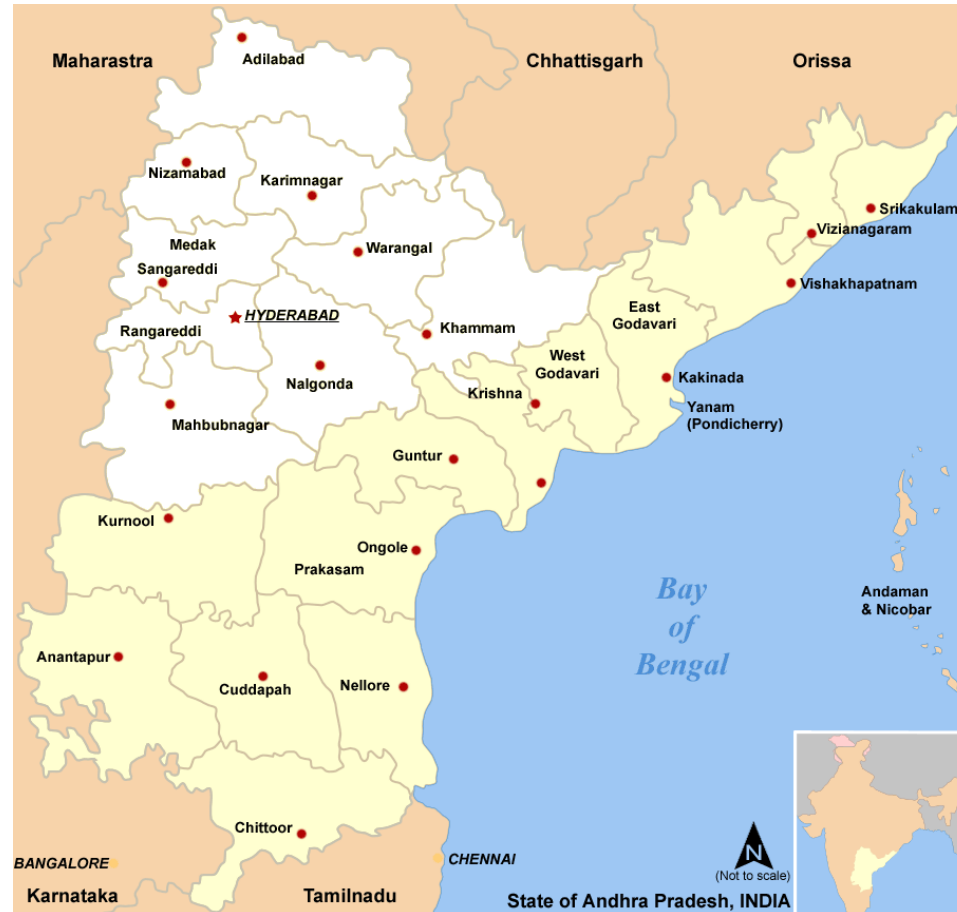 Maharastra
Chhattisgarh
Orissa
Adilabad
Nizamabad
Karimnagar
Srikakulam
Vizianagaram
Medak
Warangal
Sangareddi
Vishakhapatnam
East
Godavari
HYDERABAD
Rangareddi
Khammam
West
Godavari
Nalgonda
Kakinada
Krishna
Yanam
(Pondicherry)
Mahbubnagar
Guntur
Kurnool
Ongole
Prakasam
Bay
of
Bengal
Andaman
& Nicobar
Anantapur
Cuddapah
Nellore
Chittoor
BANGALORE
CHENNAI
N
(Not to scale)
Karnataka
Tamilnadu
State of Andhra Pradesh, INDIA